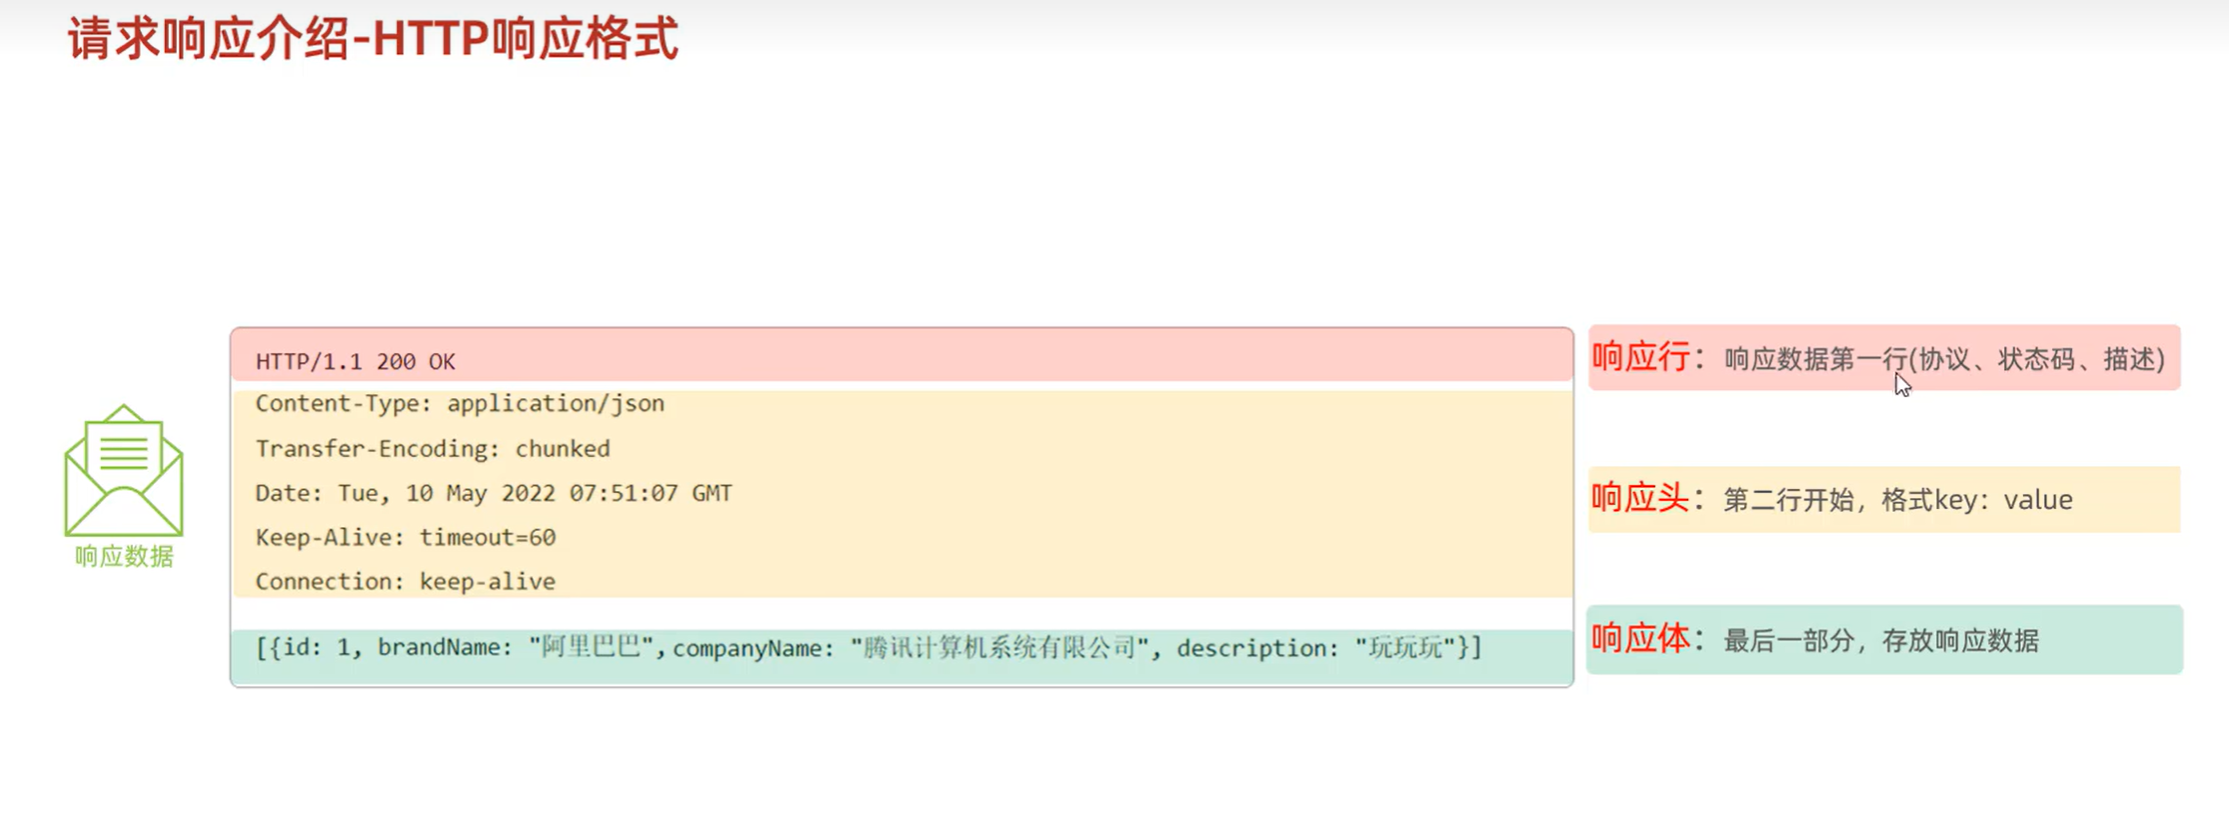 请求响应介绍-HTTP响应格式
HTTP/1.1 200 OK
响应行：响应数据第一行(协议、状态码、描述)
Content-Type: application/json
Transfer-Encoding: chunked
Date: Tue, 10 May 2022 07:51:07 GMT
Keep-Alive: timeout=60
Connection: keep-alive
响应头：第二行开始，格式key：value
响应数据
[{id: 1, brandName: "阿里巴巴",companyName: "腾讯计算机系统有限公司", description: "玩玩玩"}]
响应体：最后一部分，存放响应数据